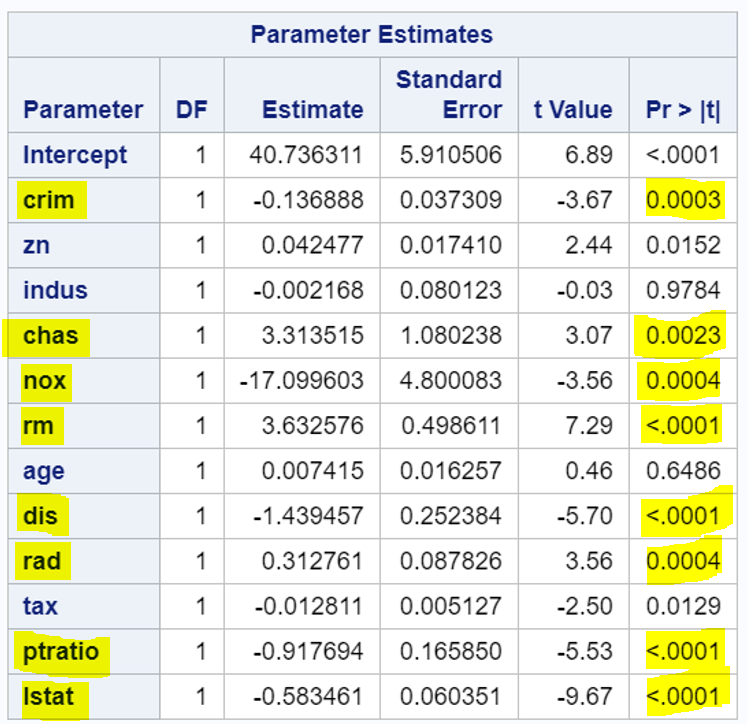 Parameter Estimates
Parameter DF Estimate Standard Error t Value Pr > |t|
Intercept 1 40.736311 5.910506 6.89 <.0001
crim 1 -0.136888 0.037309 -3.67 0.0003
zn 1 0.042477 0.017410 2.44 0.0152
indus 1 -0.002168 0.080123 -0.03 0.9784
chas 1 3.313515 1.080238 3.07 0.0023
nox 1 -17.099603 4.800083 -3.56 0.0004
rm 1 3.632576 0.498611 7.29 <.0001
age 1 0.007415 0.016257 0.46 0.6486
dis 1 -1.439457 0.252384 -5.70 <.0001
rad 1 0.312761 0.087826 3.56 0.0004
tax 1 -0.012811 0.005127 -2.50 0.0129
ptratio 1 -0.917694 0.165850 -5.53 <.0001
lstat 1 -0.583461 0.060351 -9.67 <.0001